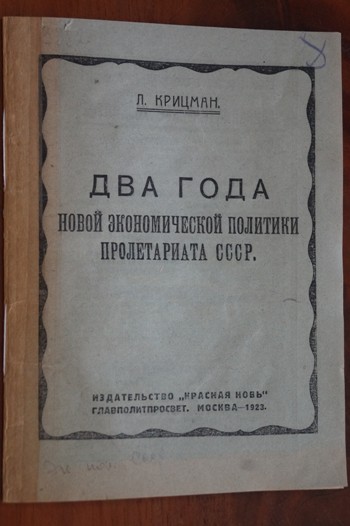 Л. КРИЦМАН.
ДВА ГОДА
НОВОЙ ЭКОНОМИЧЕСКОЙ ПОЛИТИКИ
ПРОЛЕТАРИАТА СССР.
ИЗДАТЕЛЬСТВО „КРАСНАЯ НОВЬ"
ГЛАВПОЛИТПРОСВЕТ. МОСКВА—1923.